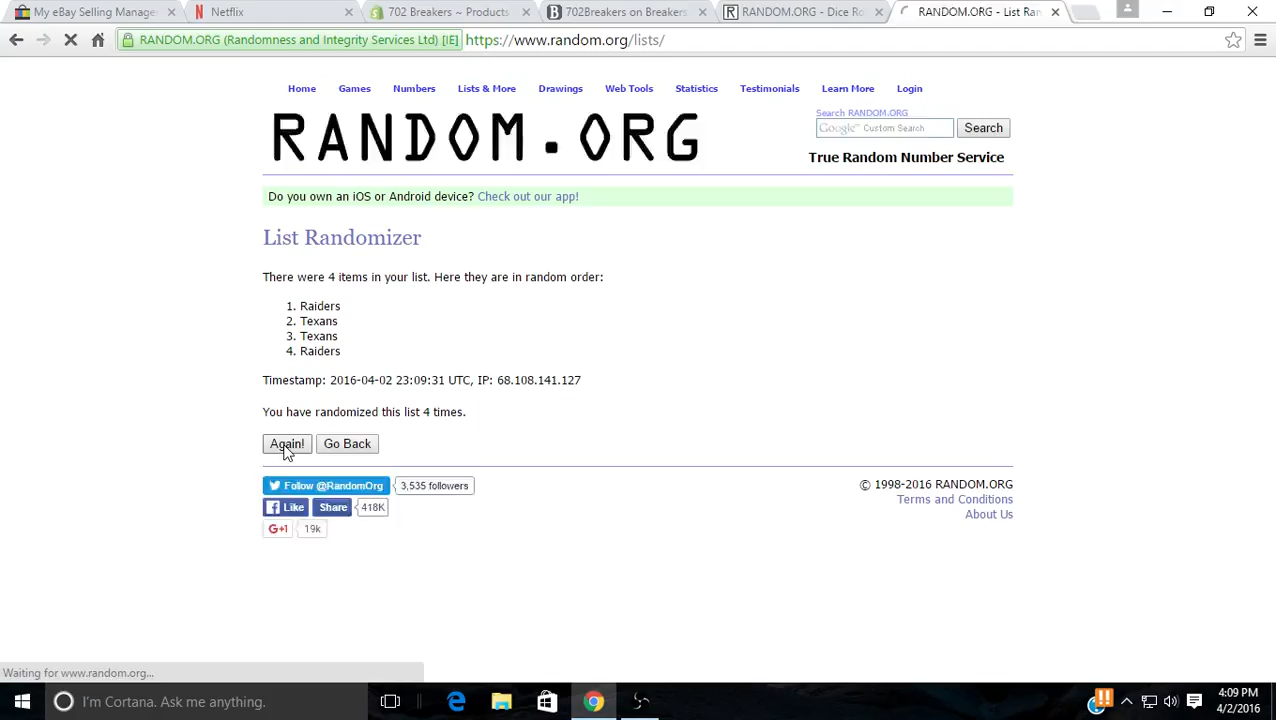 My eBay Selling Manage
Netflix
702 Breakers ~ Products
702Breakers on Breakers
RANDOM.ORG - Dice Ro
RANDOM.ORG - List Ran
RANDOM.ORG (Randomness and Integrity Services Ltd) [IE]
https://www.random.org/lists/
Home Games Numbers Lists & More Drawings Web Tools Statistics Testimonials Learn More Login
Search RANDOM.ORG
Google™ Custom Search
Search
RANDOM.ORG
True Random Number Service
Do you own an iOS or Android device? Check out our app!
List Randomizer
There were 4 items in your list. Here they are in random order:
1. Raiders
2. Texans
3. Texans
4. Raiders
Timestamp: 2016-04-02 23:09:31 UTC, IP: 68.108.141.127
You have randomized this list 4 times.
Again! Go Back
Follow @RandomOrg 3,535 followers
© 1998-2016 RANDOM.ORG
Like Share 418K
Terms and Conditions
About Us
G+1 19k
Waiting for www.random.org...
I'm Cortana. Ask me anything.
4:09 PM
4/2/2016